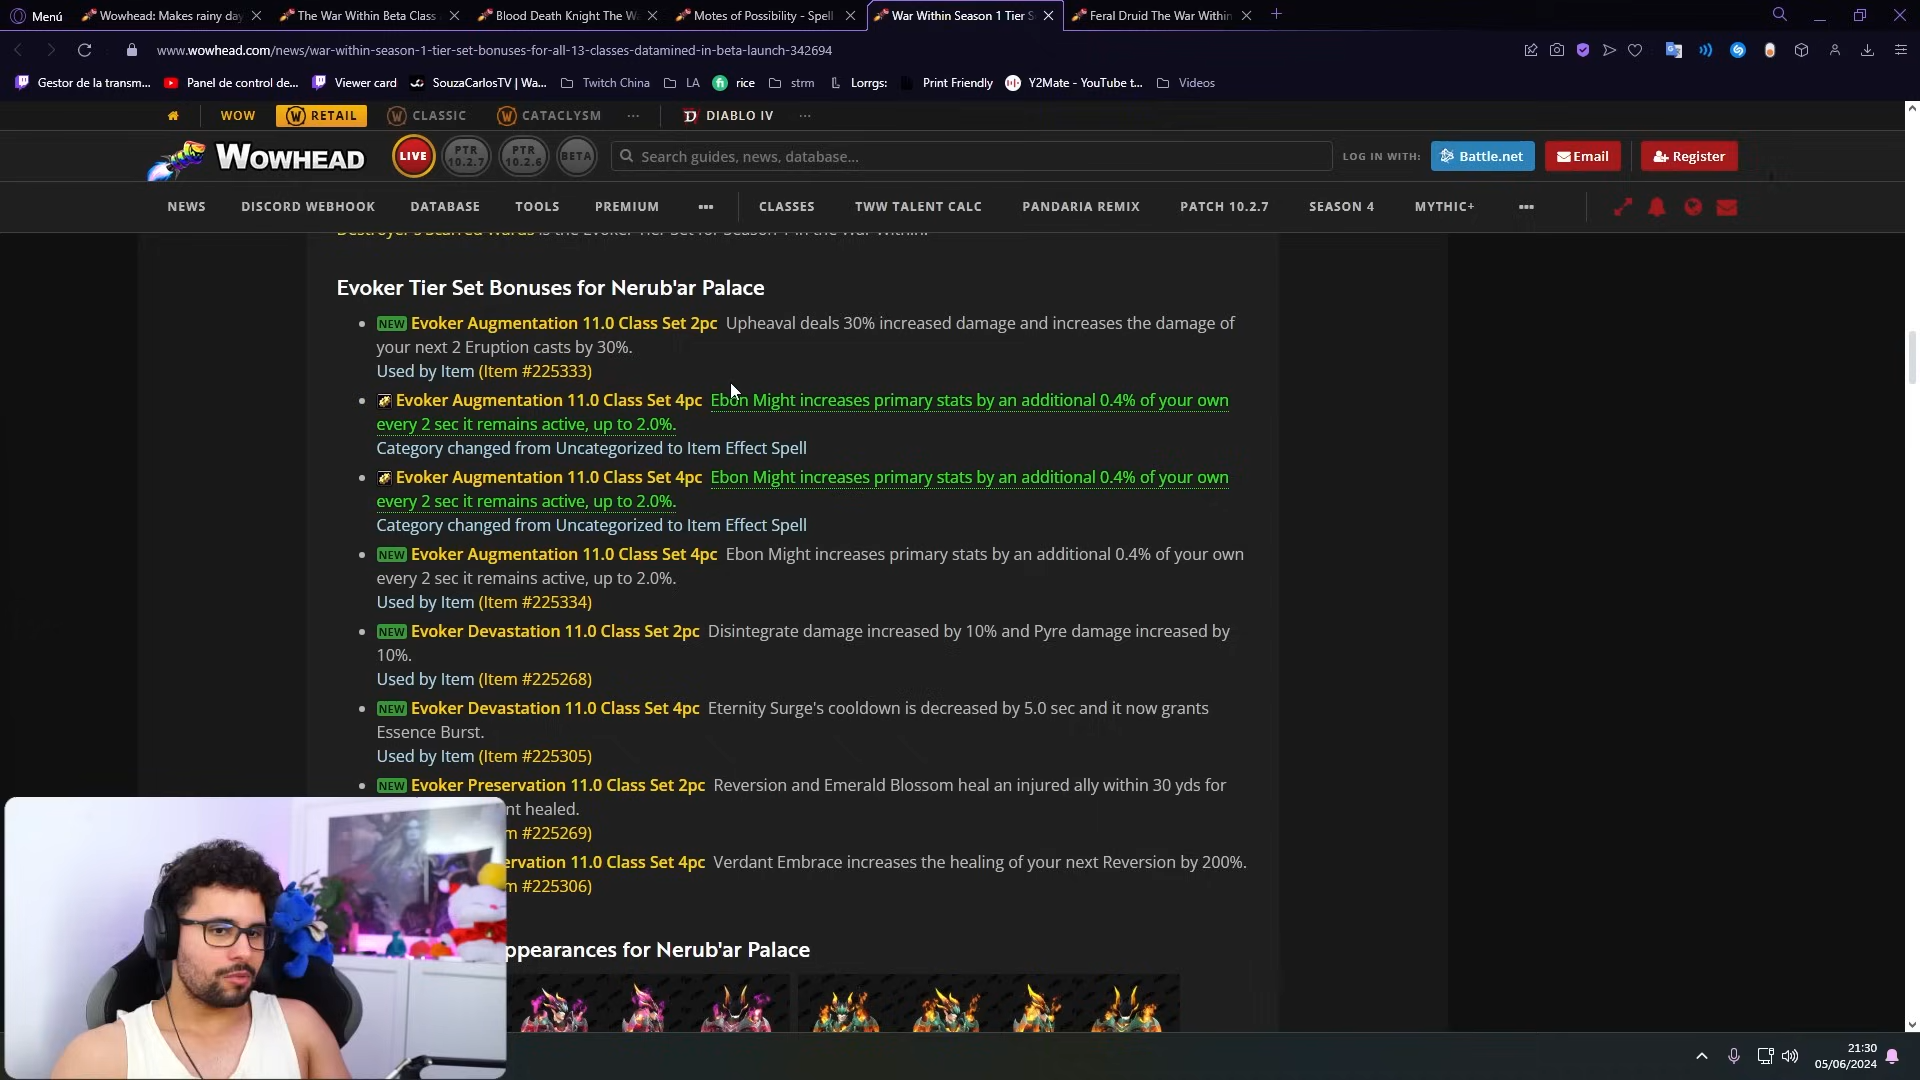 Menú
Wowhead: Makes rainy day
The War Within Beta Class
Blood Death Knight The W
Motes of Possibility - Spell
War Within Season 1 Tier S
Feral Druid The War Within
www.wowhead.com/news/war-within-season-1-tier-set-bonuses-for-all-13-classes-datamined-in-beta-launch-342694
Gestor de la transm...
Panel de control de...
Viewer card
SouzaCarlosTV | Wa...
Twitch China
LA
rice
strm
Lorrgs:
Print Friendly
Y2Mate - YouTube t...
Videos
WOW
RETAIL
CLASSIC
CATACLYSM
DIABLO IV
WOWHEAD
LIVE
PTR
10.2.7
PTR
10.2.6
BETA
Search guides, news, database...
LOG IN WITH:
Battle.net
Email
Register
NEWS
DISCORD WEBHOOK
DATABASE
TOOLS
PREMIUM
CLASSES
TWW TALENT CALC
PANDARIA REMIX
PATCH 10.2.7
SEASON 4
MYTHIC+
Destroyer's Scarred Wards is the Evoker Tier Set for Season 1 in the War Within.
Evoker Tier Set Bonuses for Nerub'ar Palace
NEW Evoker Augmentation 11.0 Class Set 2pc Upheaval deals 30% increased damage and increases the damage of
your next 2 Eruption casts by 30%.
Used by Item (Item #225333)
Evoker Augmentation 11.0 Class Set 4pc Ebon Might increases primary stats by an additional 0.4% of your own
every 2 sec it remains active, up to 2.0%.
Category changed from Uncategorized to Item Effect Spell
Evoker Augmentation 11.0 Class Set 4pc Ebon Might increases primary stats by an additional 0.4% of your own
every 2 sec it remains active, up to 2.0%.
Category changed from Uncategorized to Item Effect Spell
NEW Evoker Augmentation 11.0 Class Set 4pc Ebon Might increases primary stats by an additional 0.4% of your own
every 2 sec it remains active, up to 2.0%.
Used by Item (Item #225334)
NEW Evoker Devastation 11.0 Class Set 2pc Disintegrate damage increased by 10% and Pyre damage increased by
10%.
Used by Item (Item #225268)
NEW Evoker Devastation 11.0 Class Set 4pc Eternity Surge's cooldown is decreased by 5.0 sec and it now grants
Essence Burst.
Used by Item (Item #225305)
NEW Evoker Preservation 11.0 Class Set 2pc Reversion and Emerald Blossom heal an injured ally within 30 yds for
nt healed.
m #225269)
ervation 11.0 Class Set 4pc Verdant Embrace increases the healing of your next Reversion by 200%.
m #225306)
ppearances for Nerub'ar Palace
21:30
05/06/2024